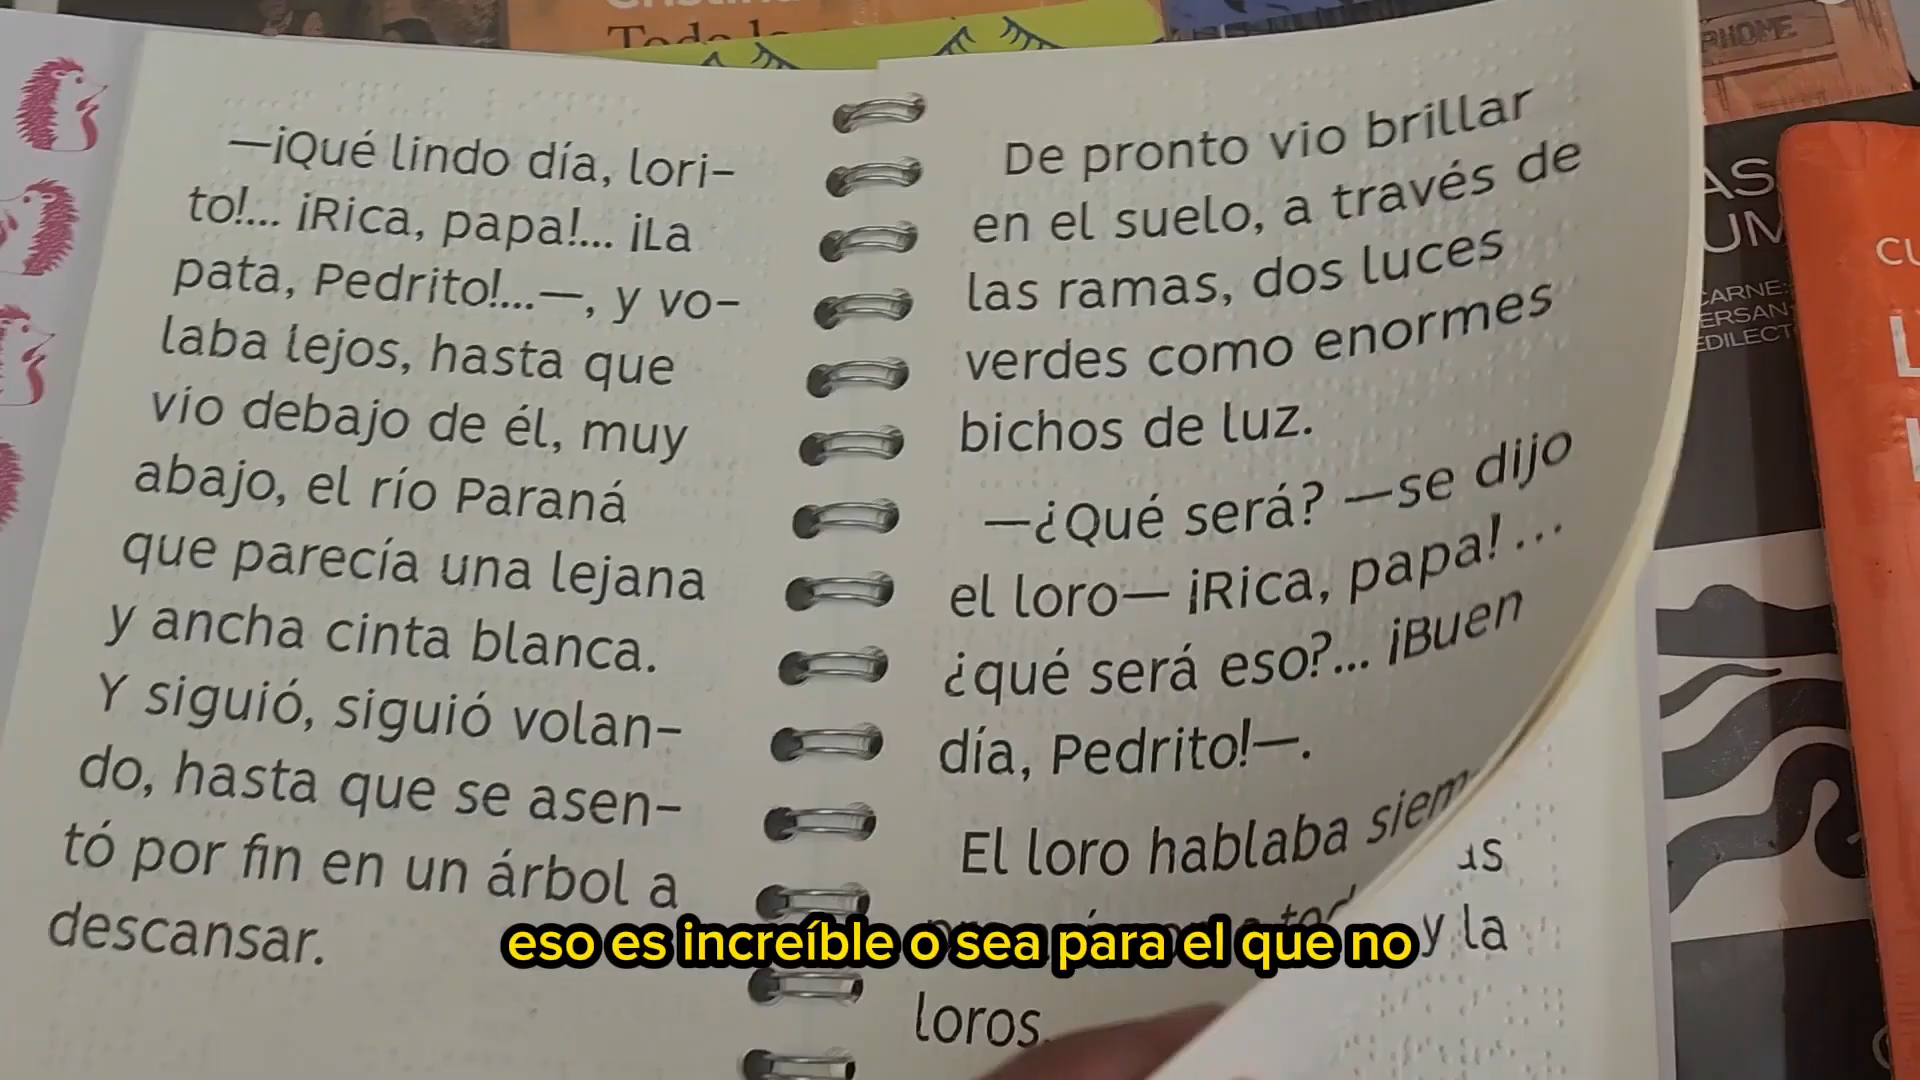 Todo
RHOME
—¡Qué lindo día, lori-
to!... ¡Rica, papa!... ¡La
pata, Pedrito!...—, y vo-
laba lejos, hasta que
vio debajo de él, muy
abajo, el río Paraná
que parecía una lejana
y ancha cinta blanca.
Y siguió, siguió volan-
do, hasta que se asen-
tó por fin en un árbol a
descansar.
De pronto vio brillar
en el suelo, a través de
las ramas, dos luces
verdes como enormes
bichos de luz.
—¿Qué será? —se dijo
el loro— ¡Rica, papa! ...
¿qué será eso?... ¡Buen
día, Pedrito!—.
El loro hablaba siem-
loros.
y la
eso es increíble o sea para el que no